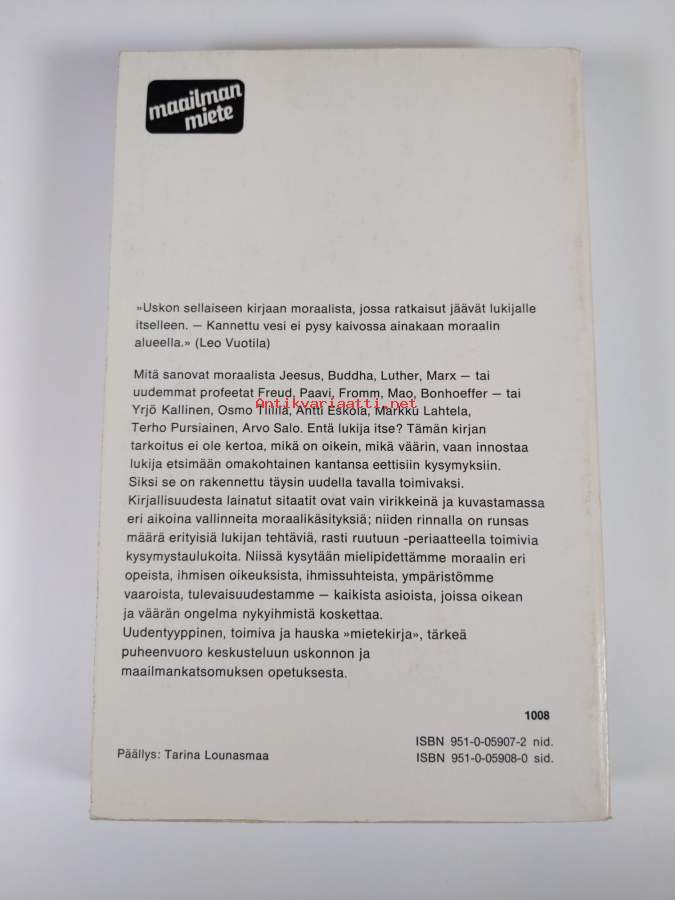 maailman
miete
»Uskon sellaiseen kirjaan moraalista, jossa ratkaisut jäävät lukijalle
itselleen. — Kannettu vesi ei pysy kaivossa ainakaan moraalin
alueella.» (Leo Vuotila)
Mitä sanovat moraalista Jeesus, Buddha, Luther, Marx — tai
uudemmat profeetat Freud, Paavi, Fromm, Mao, Bonhoeffer — tai
Antikvariaatti.net
Yrjö Kallinen, Osmo Tiililä, Antti Eskola, Markku Lahtela,
Terho Pursiainen, Arvo Salo. Entä lukija itse? Tämän kirjan
tarkoitus ei ole kertoa, mikä on oikein, mikä väärin, vaan innostaa
lukija etsimään omakohtainen kantansa eettisiin kysymyksiin.
Siksi se on rakennettu täysin uudella tavalla toimivaksi.
Kirjallisuudesta lainatut sitaatit ovat vain virikkeinä ja kuvastamassa
eri aikoina vallinneita moraalikäsityksiä; niiden rinnalla on runsas
määrä erityisiä lukijan tehtäviä, rasti ruutuun -periaatteella toimivia
kysymystaulukoita. Niissä kysytään mielipidettämme moraalin eri
opeista, ihmisen oikeuksista, ihmissuhteista, ympäristömme
vaaroista, tulevaisuudestamme — kaikista asioista, joissa oikean
ja väärän ongelma nykyihmistä koskettaa.
Uudentyyppinen, toimiva ja hauska »mietekirja», tärkeä
puheenvuoro keskusteluun uskonnon ja
maailmankatsomuksen opetuksesta.
1008
ISBN 951-0-05907-2 nid.
Päällys: Tarina Lounasmaa
ISBN 951-0-05908-0 sid.